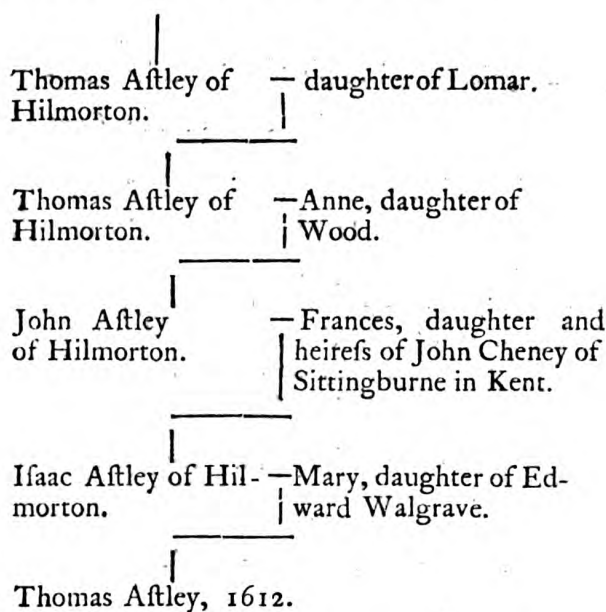 Thomas Aſtley of — daughter of Lomar.
Hilmorton.
Thomas Aſtley of — Anne, daughter of
Hilmorton. Wood.
John Aſtley — Frances, daughter and
of Hilmorton. heireſs of John Cheney of
Sittingburne in Kent.
Iſaac Aſtley of Hil- — Mary, daughter of Ed-
morton. ward Walgrave.
Thomas Aſtley, 1612.